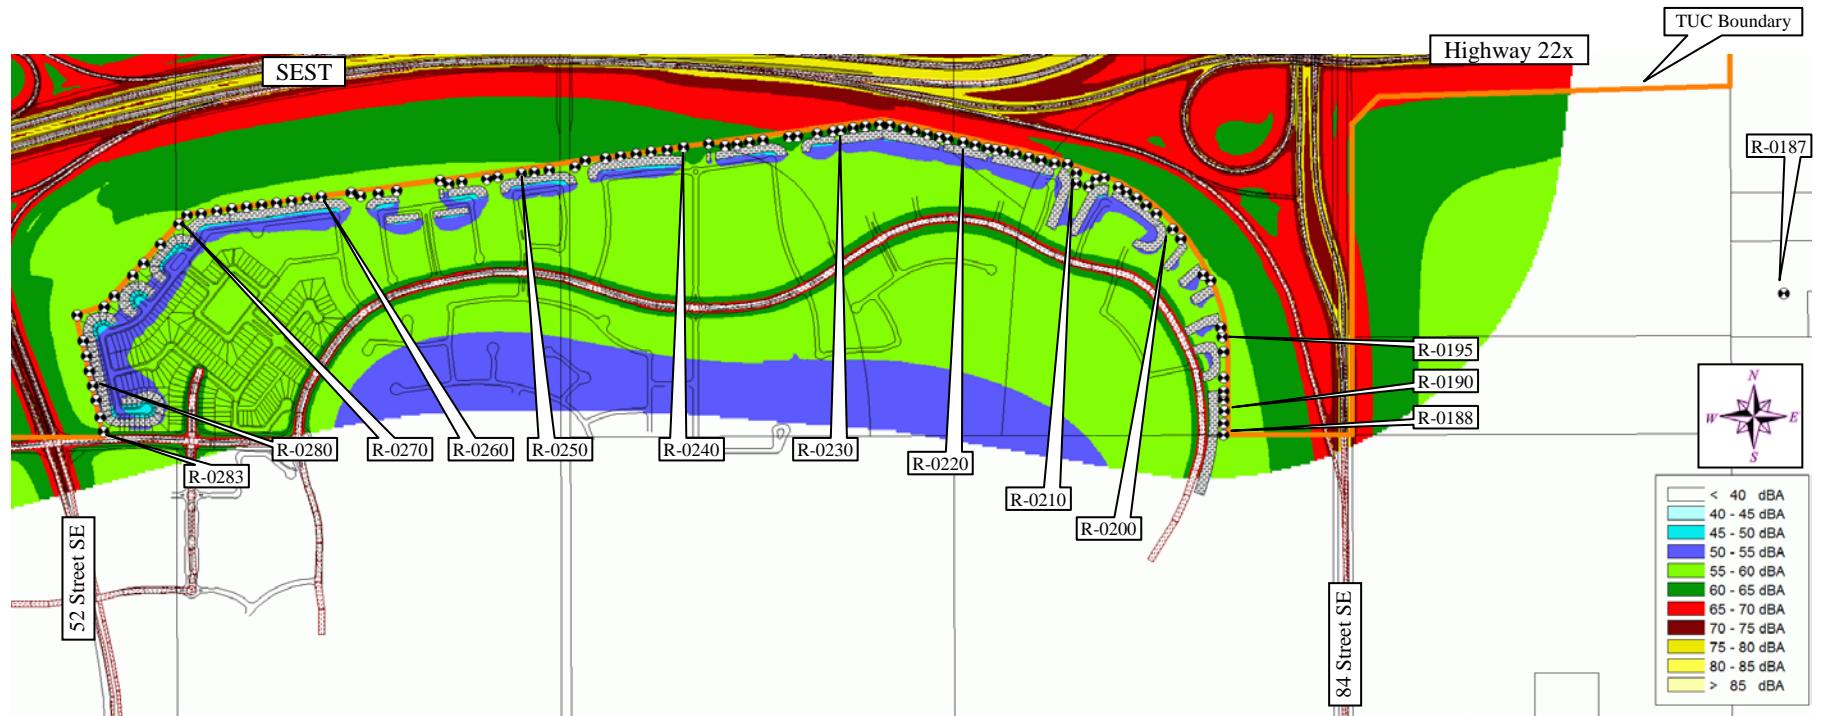 TUC Boundary
Highway 22x
SEST
R-0187
R-0195
R-0190
R-0188
R-0280
R-0270
R-0260
R-0250
R-0240
R-0230
R-0220
R-0210
R-0200
R-0283
52 Street SE
84 Street SE
N
W E
S
< 40 dBA
40 - 45 dBA
45 - 50 dBA
50 - 55 dBA
55 - 60 dBA
60 - 65 dBA
65 - 70 dBA
70 - 75 dBA
75 - 80 dBA
80 - 85 dBA
> 85 dBA